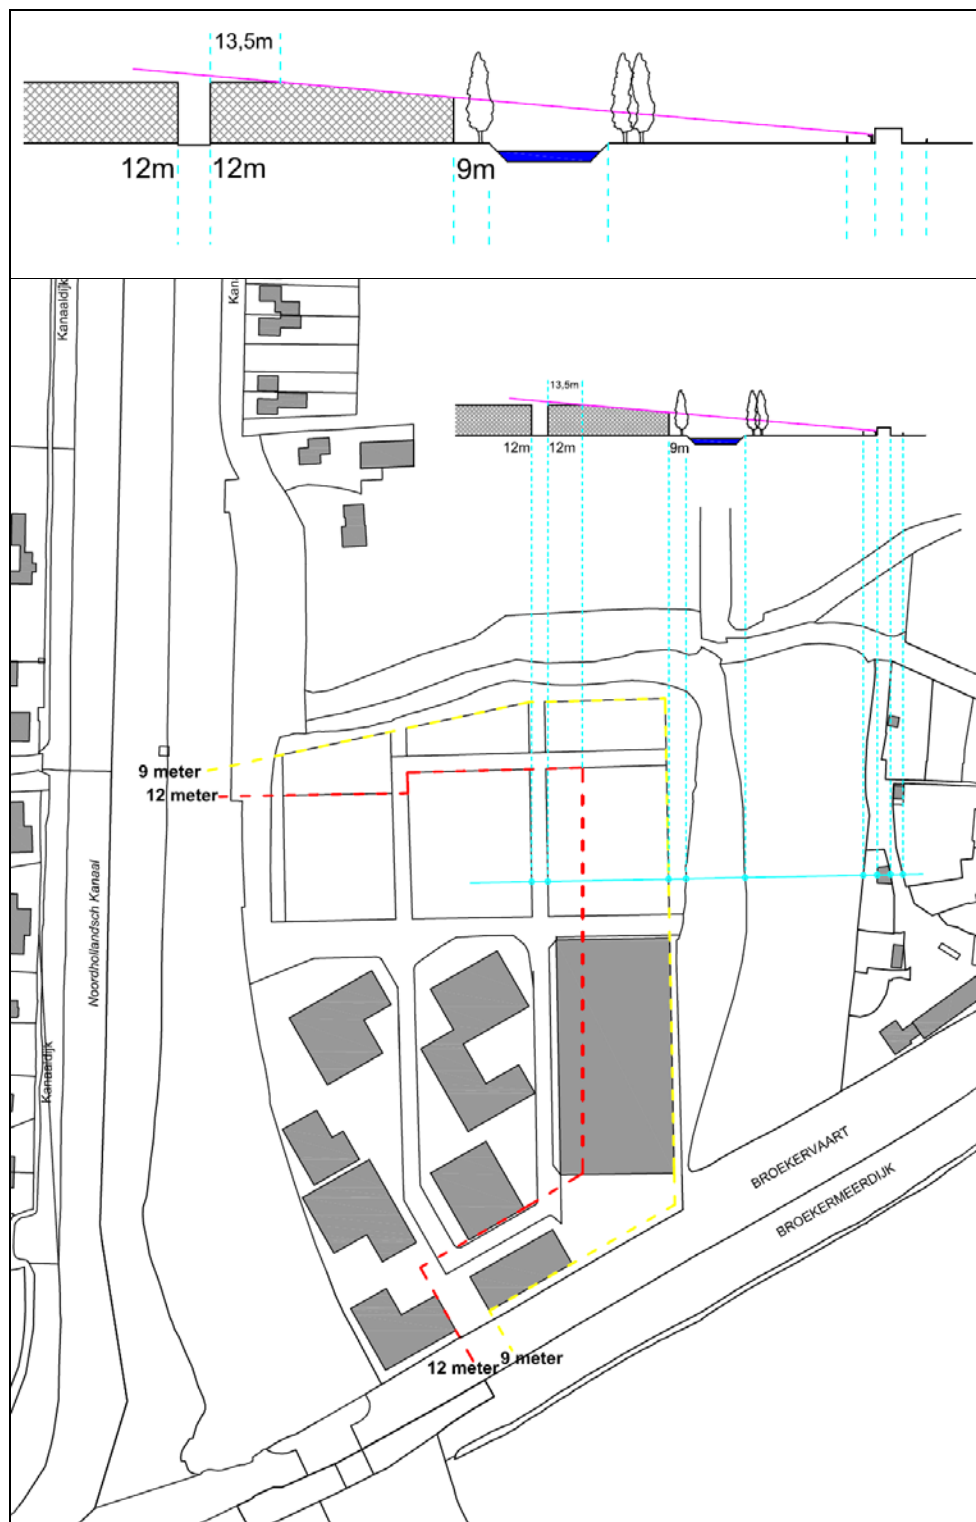 13,5m
12m 12m 9m
Kanaaldijk
Kan.
13,5m
12m 12m 9m
9 meter
12 meter
Noordhollandsch Kanaal
Kanaaldijk
BROEKERVAART
BROEKERMEERDIJK
12 meter 9 meter